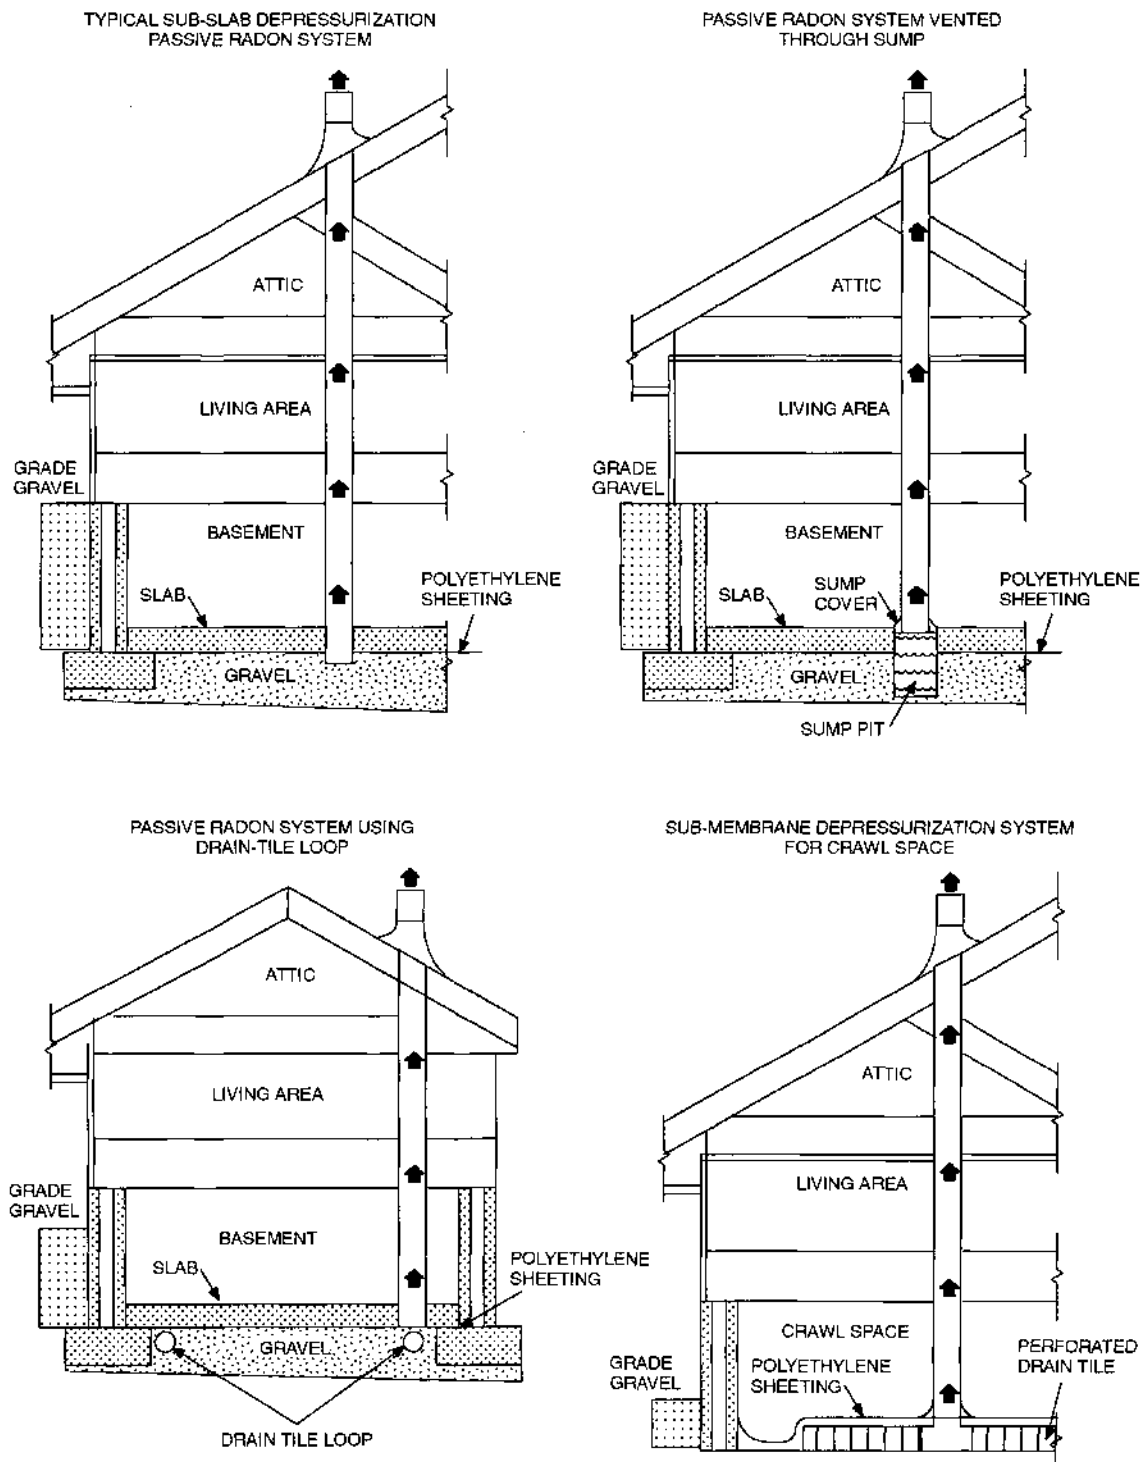 TYPICAL SUB-SLAB DEPRESSURIZATION
PASSIVE RADON SYSTEM
ATTIC
LIVING AREA
GRADE
GRAVEL
BASEMENT
SLAB
POLYETHYLENE
SHEETING
GRAVEL
PASSIVE RADON SYSTEM VENTED
THROUGH SUMP
ATTIC
LIVING AREA
GRADE
GRAVEL
BASEMENT
SUMP
COVER
SLAB
POLYETHYLENE
SHEETING
GRAVEL
SUMP PIT
PASSIVE RADON SYSTEM USING
DRAIN-TILE LOOP
ATTIC
LIVING AREA
GRADE
GRAVEL
BASEMENT
SLAB
POLYETHYLENE
SHEETING
GRAVEL
DRAIN TILE LOOP
SUB-MEMBRANE DEPRESSURIZATION SYSTEM
FOR CRAWL SPACE
ATTIC
LIVING AREA
CRAWL SPACE
GRADE
GRAVEL
POLYETHYLENE
SHEETING
PERFORATED
DRAIN TILE